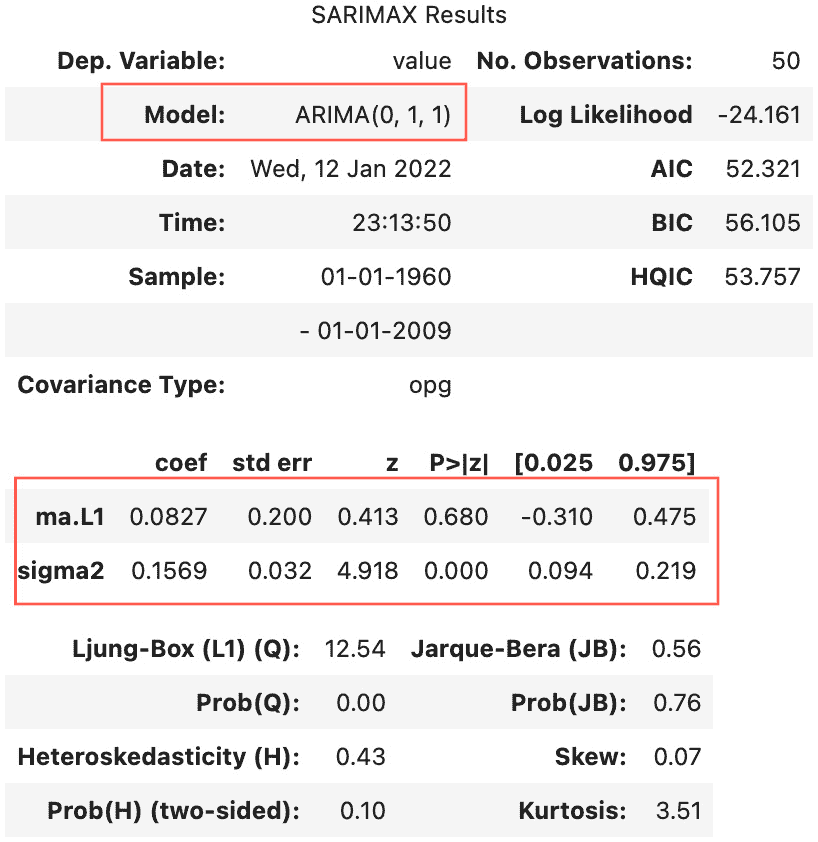 SARIMAX Results
Dep. Variable: value No. Observations: 50
Model: ARIMA(0, 1, 1) Log Likelihood -24.161
Date: Wed, 12 Jan 2022 AIC 52.321
Time: 23:13:50 BIC 56.105
Sample: 01-01-1960 HQIC 53.757
- 01-01-2009
Covariance Type: opg
coef std err z P>|z| [0.025 0.975]
ma.L1 0.0827 0.200 0.413 0.680 -0.310 0.475
sigma2 0.1569 0.032 4.918 0.000 0.094 0.219
Ljung-Box (L1) (Q): 12.54 Jarque-Bera (JB): 0.56
Prob(Q): 0.00 Prob(JB): 0.76
Heteroskedasticity (H): 0.43 Skew: 0.07
Prob(H) (two-sided): 0.10 Kurtosis: 3.51